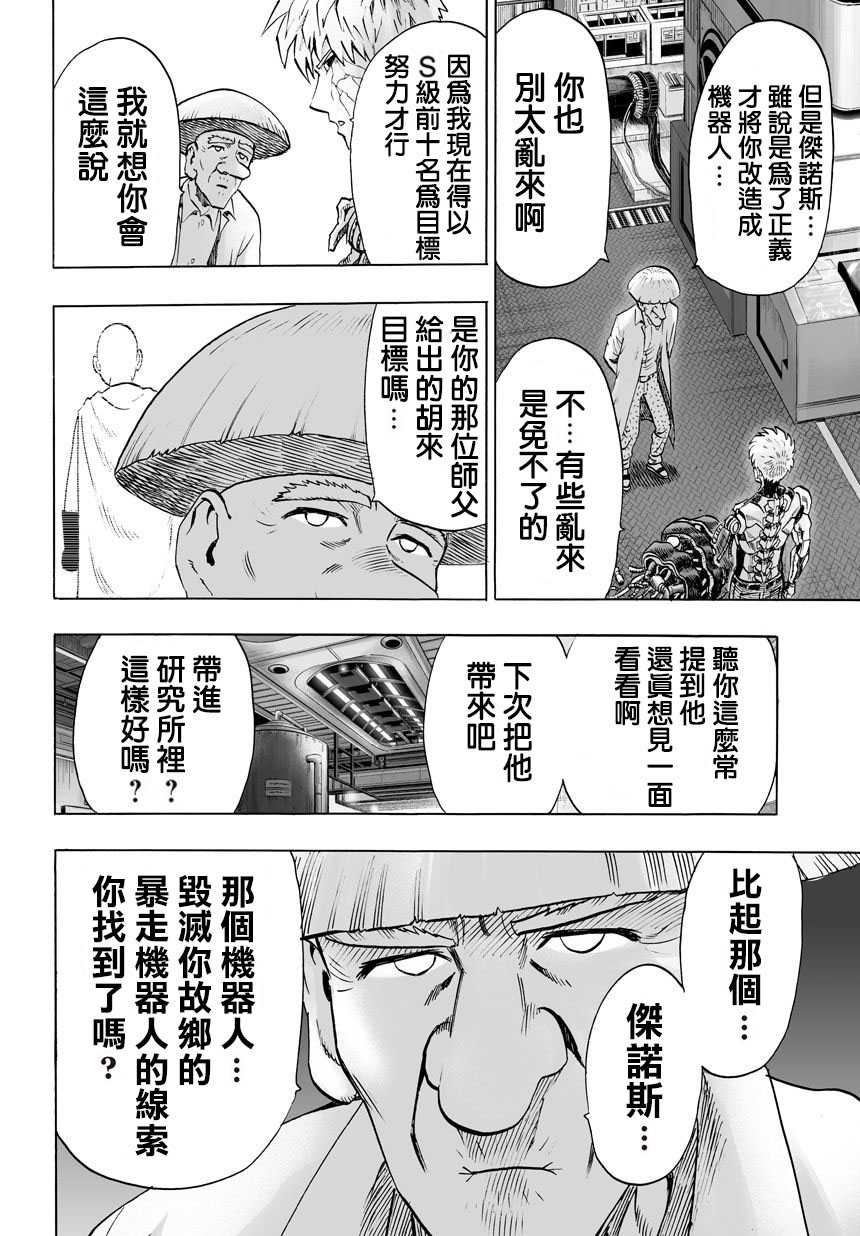 但是傑諾斯…
雖說是爲了正義
才將你改造成
機器人…
你也
別太亂來啊
不…有些亂來
是免不了的
因爲我現在得以
S級前十名爲目標
努力才行
我就想你會
這麼說
是你的那位師父
給出的胡來
目標嗎…
聽你這麼常
提到他
還眞想見一面
看看啊
下次把他
帶來吧
帶進
研究所裡?
這樣好嗎?
比起那個…
傑諾斯…
那個機器人…
毀滅你故鄉的
暴走機器人的線索
你找到了嗎?